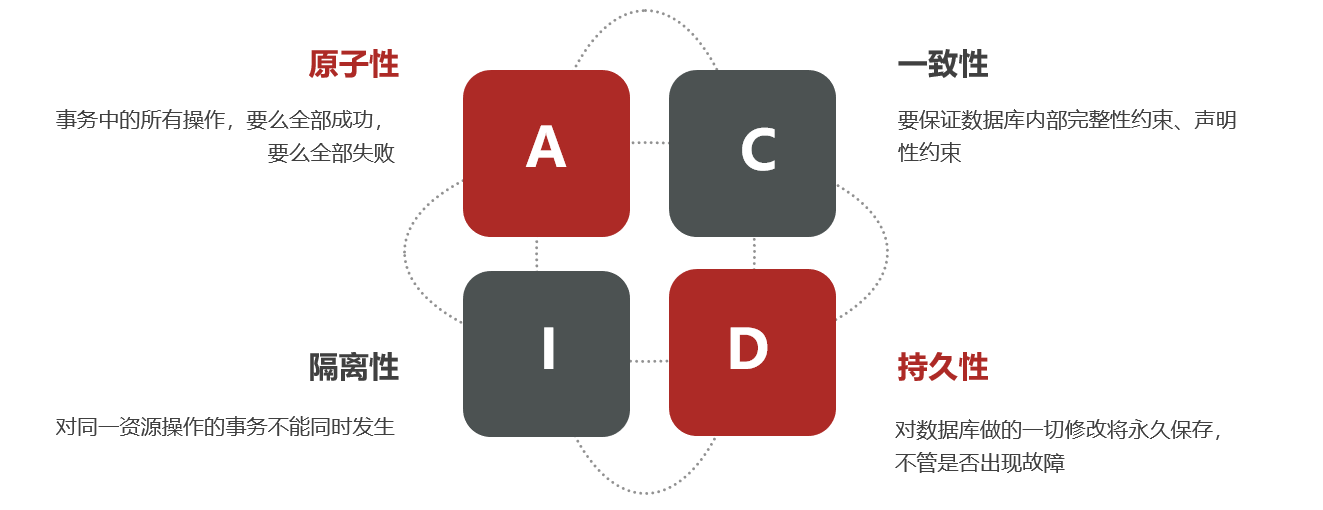 原子性
事务中的所有操作，要么全部成功，
要么全部失败
A
C
一致性
要保证数据库内部完整性约束、声明
性约束
隔离性
对同一资源操作的事务不能同时发生
I
D
持久性
对数据库做的一切修改将永久保存，
不管是否出现故障